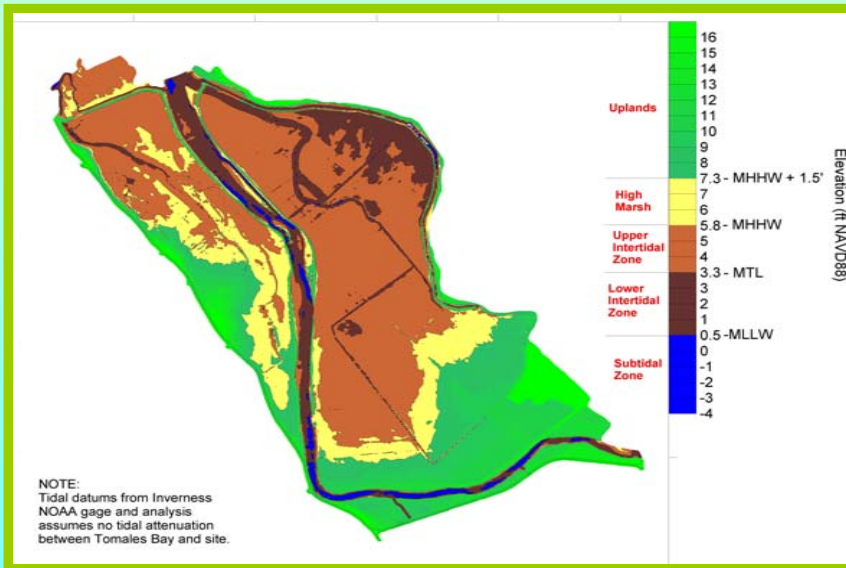 16
15
14
13
12
Uplands
11
10
9
8
7.3 - MHHW + 1.5'
High
Marsh
7
6
5.8 - MHHW
Upper
Intertidal
Zone
5
4
3.3 - MTL
Lower
Intertidal
Zone
3
2
1
0.5 -MLLW
Subtidal
Zone
0
-1
-2
-3
-4
Elevation (ft NAVD88)
NOTE:
Tidal datums from Inverness
NOAA gage and analysis
assumes no tidal attenuation
between Tomales Bay and site.